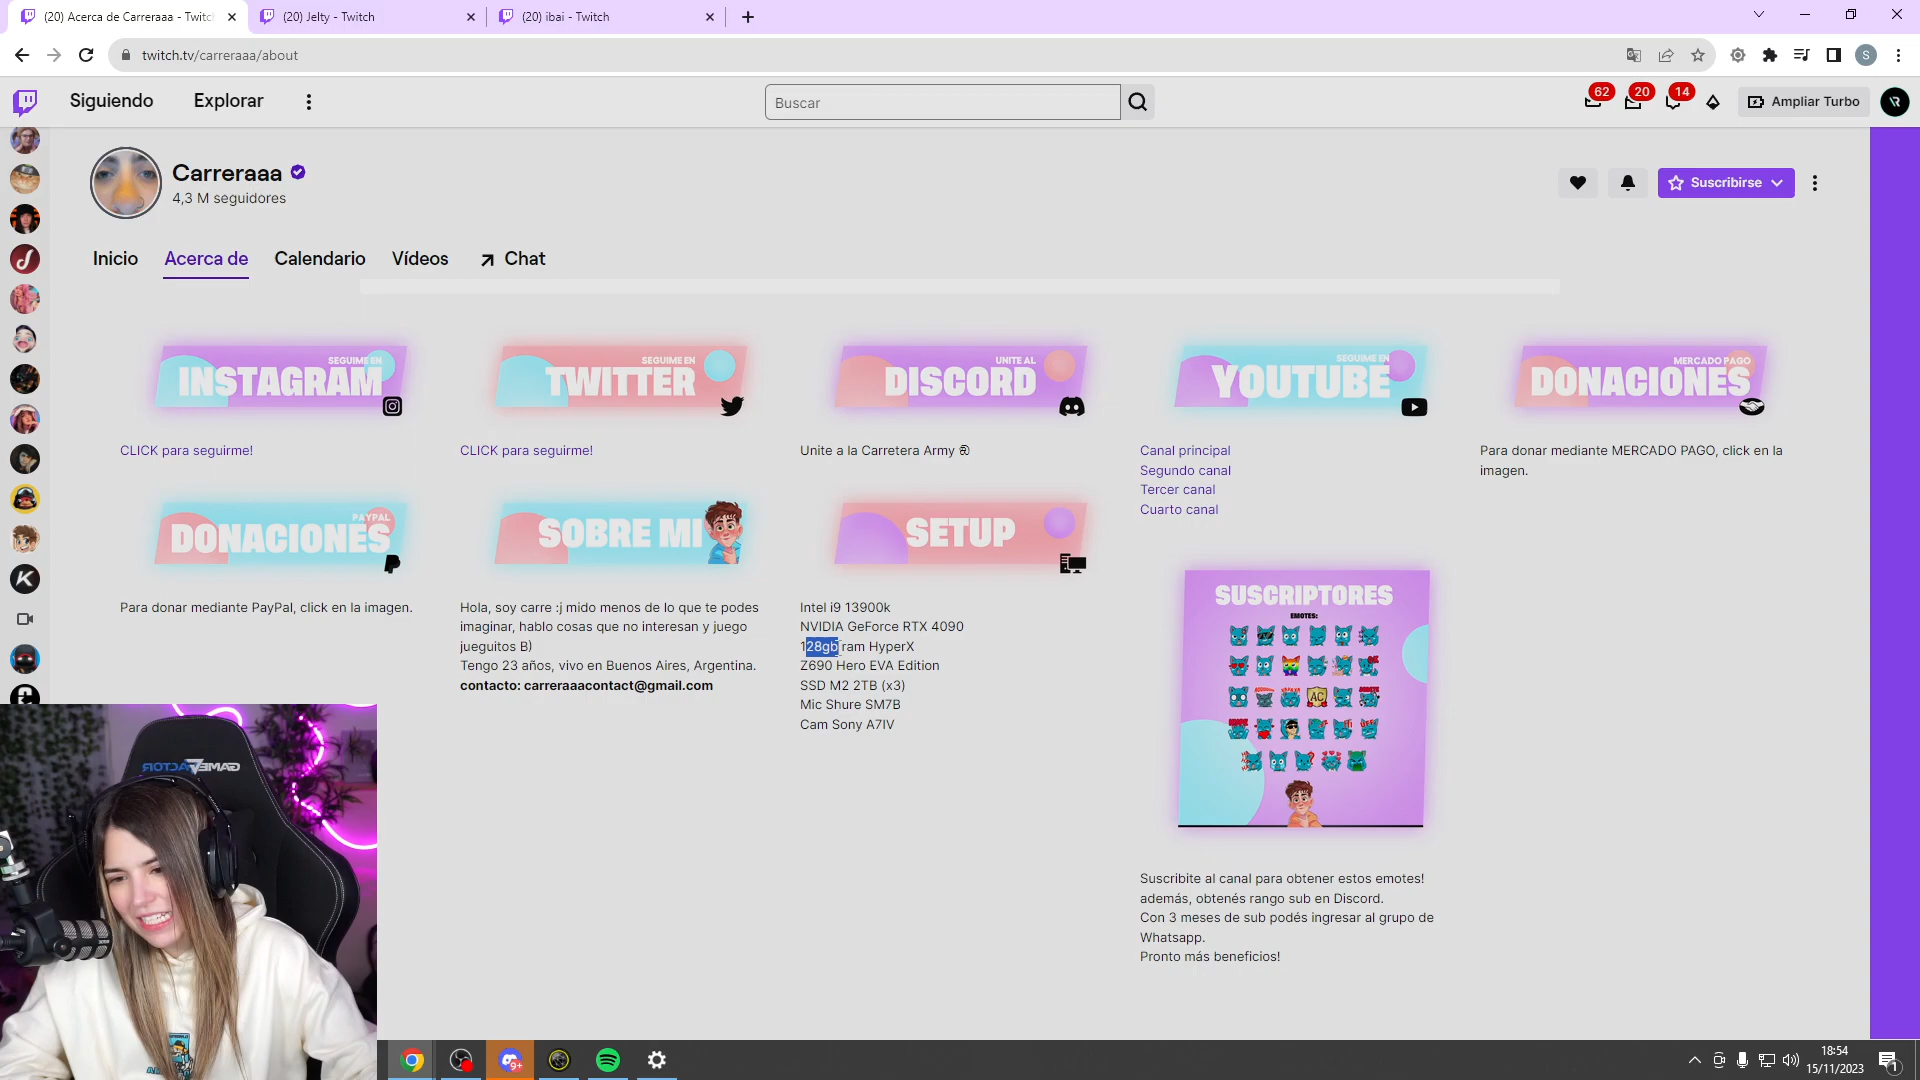 (20) Acerca de Carreraaa - Twitch
(20) Jelty - Twitch
(20) ibai - Twitch
twitch.tv/carreraaa/about
S
Siguiendo
Explorar
Buscar
62
20
14
Ampliar Turbo
Carreraaa
4,3 M seguidores
Suscribirse
Inicio
Acerca de
Calendario
Vídeos
Chat
SEGUIME EN
INSTAGRAM
CLICK para seguirme!
SEGUIME EN
TWITTER
CLICK para seguirme!
UNITE AL
DISCORD
Unite a la Carretera Army
SEGUIME EN
YOUTUBE
Canal principal
Segundo canal
Tercer canal
Cuarto canal
MERCADO PAGO
DONACIONES
Para donar mediante MERCADO PAGO, click en la
imagen.
PAYPAL
DONACIONES
Para donar mediante PayPal, click en la imagen.
SOBRE MI
Hola, soy carre :j mido menos de lo que te podes
imaginar, hablo cosas que no interesan y juego
jueguitos B)
Tengo 23 años, vivo en Buenos Aires, Argentina.
contacto: carreraaacontact@gmail.com
SETUP
Intel i9 13900k
NVIDIA GeForce RTX 4090
128gb ram HyperX
Z690 Hero EVA Edition
SSD M2 2TB (x3)
Mic Shure SM7B
Cam Sony A7IV
SUSCRIPTORES
EMOTES:
AC
Suscribite al canal para obtener estos emotes!
además, obtenés rango sub en Discord.
Con 3 meses de sub podés ingresar al grupo de
Whatsapp.
Pronto más beneficios!
GAMEFACTOR
9+
18:54
15/11/2023
1